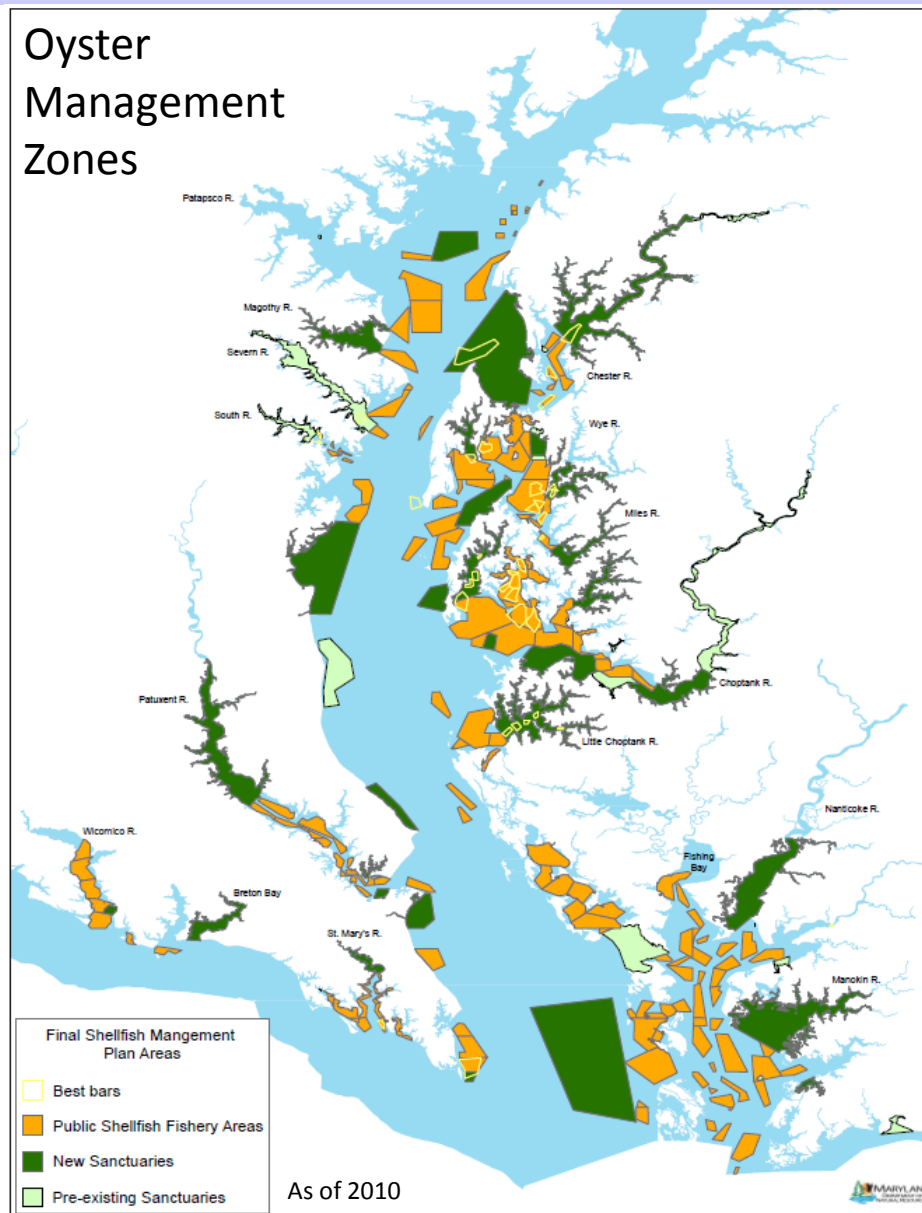 Oyster
Management
Zones
Patapsco R.
Magothy R.
Severn R.
South R.
Chester R.
Wye R.
Miles R.
Choptank R.
Patuxent R.
Little Choptank R.
Nanticoke R.
Wicomico R.
Fishing
Bay
Breton Bay
St. Mary's R.
Manokin R.
Final Shellfish Mangement
Plan Areas
Best bars
Public Shellfish Fishery Areas
New Sanctuaries
Pre-existing Sanctuaries
As of 2010
MARYLAND